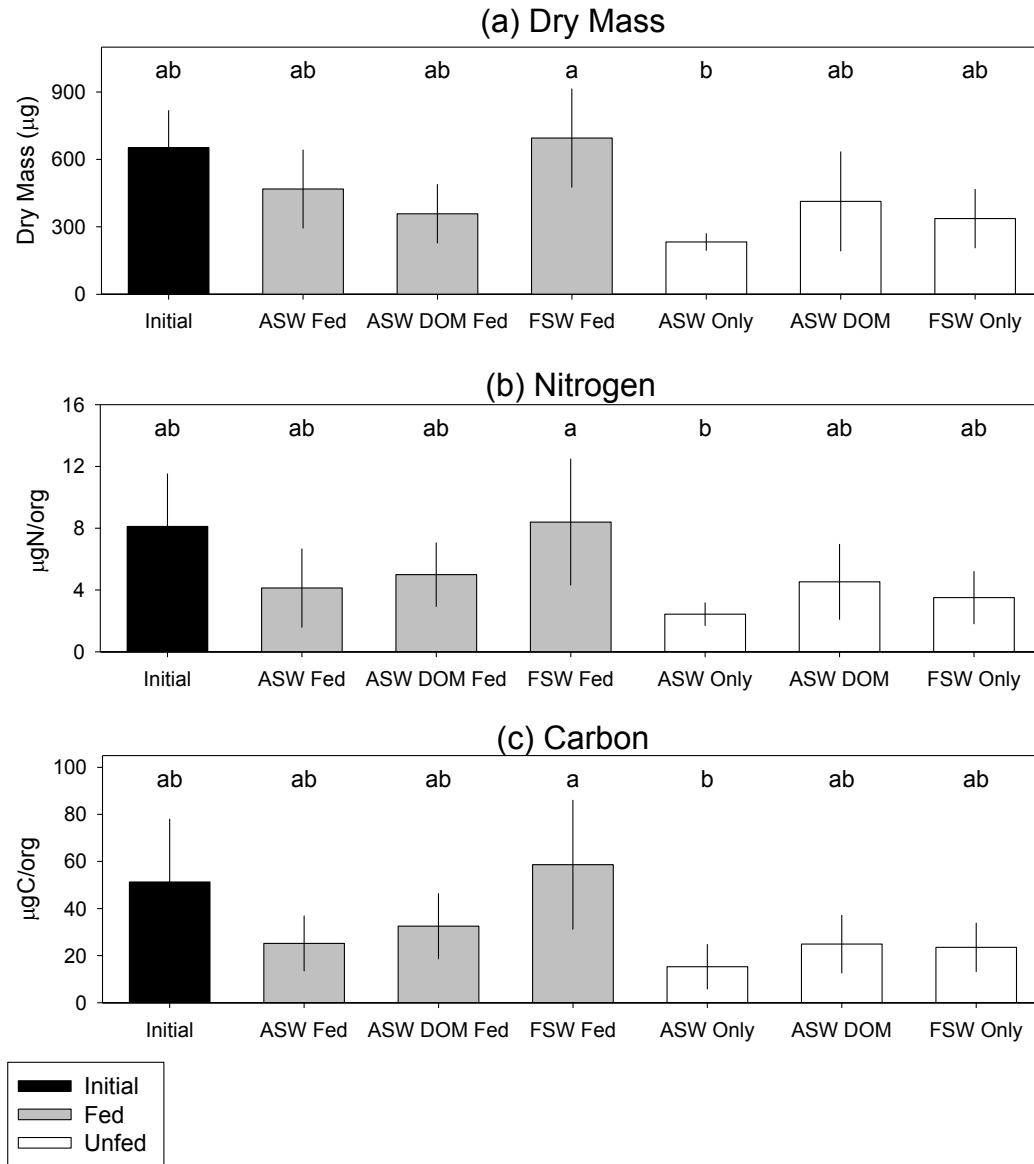 (a) Dry Mass
ab ab ab a b ab ab
900
600
300
0
Dry Mass (µg)
Initial ASW Fed ASW DOM Fed FSW Fed ASW Only ASW DOM FSW Only
(b) Nitrogen
ab ab ab a b ab ab
16
12
8
4
0
µgN/org
Initial ASW Fed ASW DOM Fed FSW Fed ASW Only ASW DOM FSW Only
(c) Carbon
ab ab ab a b ab ab
100
80
60
40
20
0
µgC/org
Initial ASW Fed ASW DOM Fed FSW Fed ASW Only ASW DOM FSW Only
Initial
Fed
Unfed